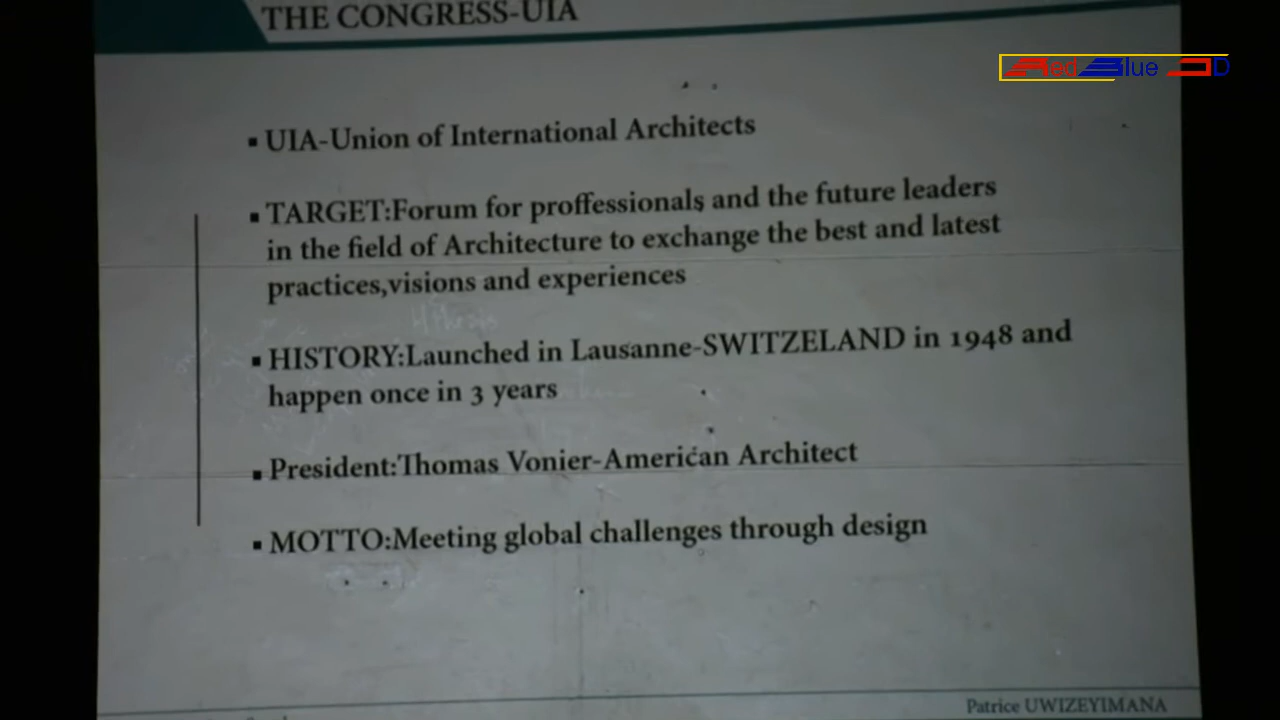 THE CONGRESS-UIA
Red Blue 3D
▪ UIA-Union of International Architects
▪ TARGET:Forum for proffessionals and the future leaders
in the field of Architecture to exchange the best and latest
practices,visions and experiences
▪ HISTORY:Launched in Lausanne-SWITZELAND in 1948 and
happen once in 3 years
▪ President:Thomas Vonier-American Architect
▪ MOTTO:Meeting global challenges through design
Patrice UWIZEYIMANA